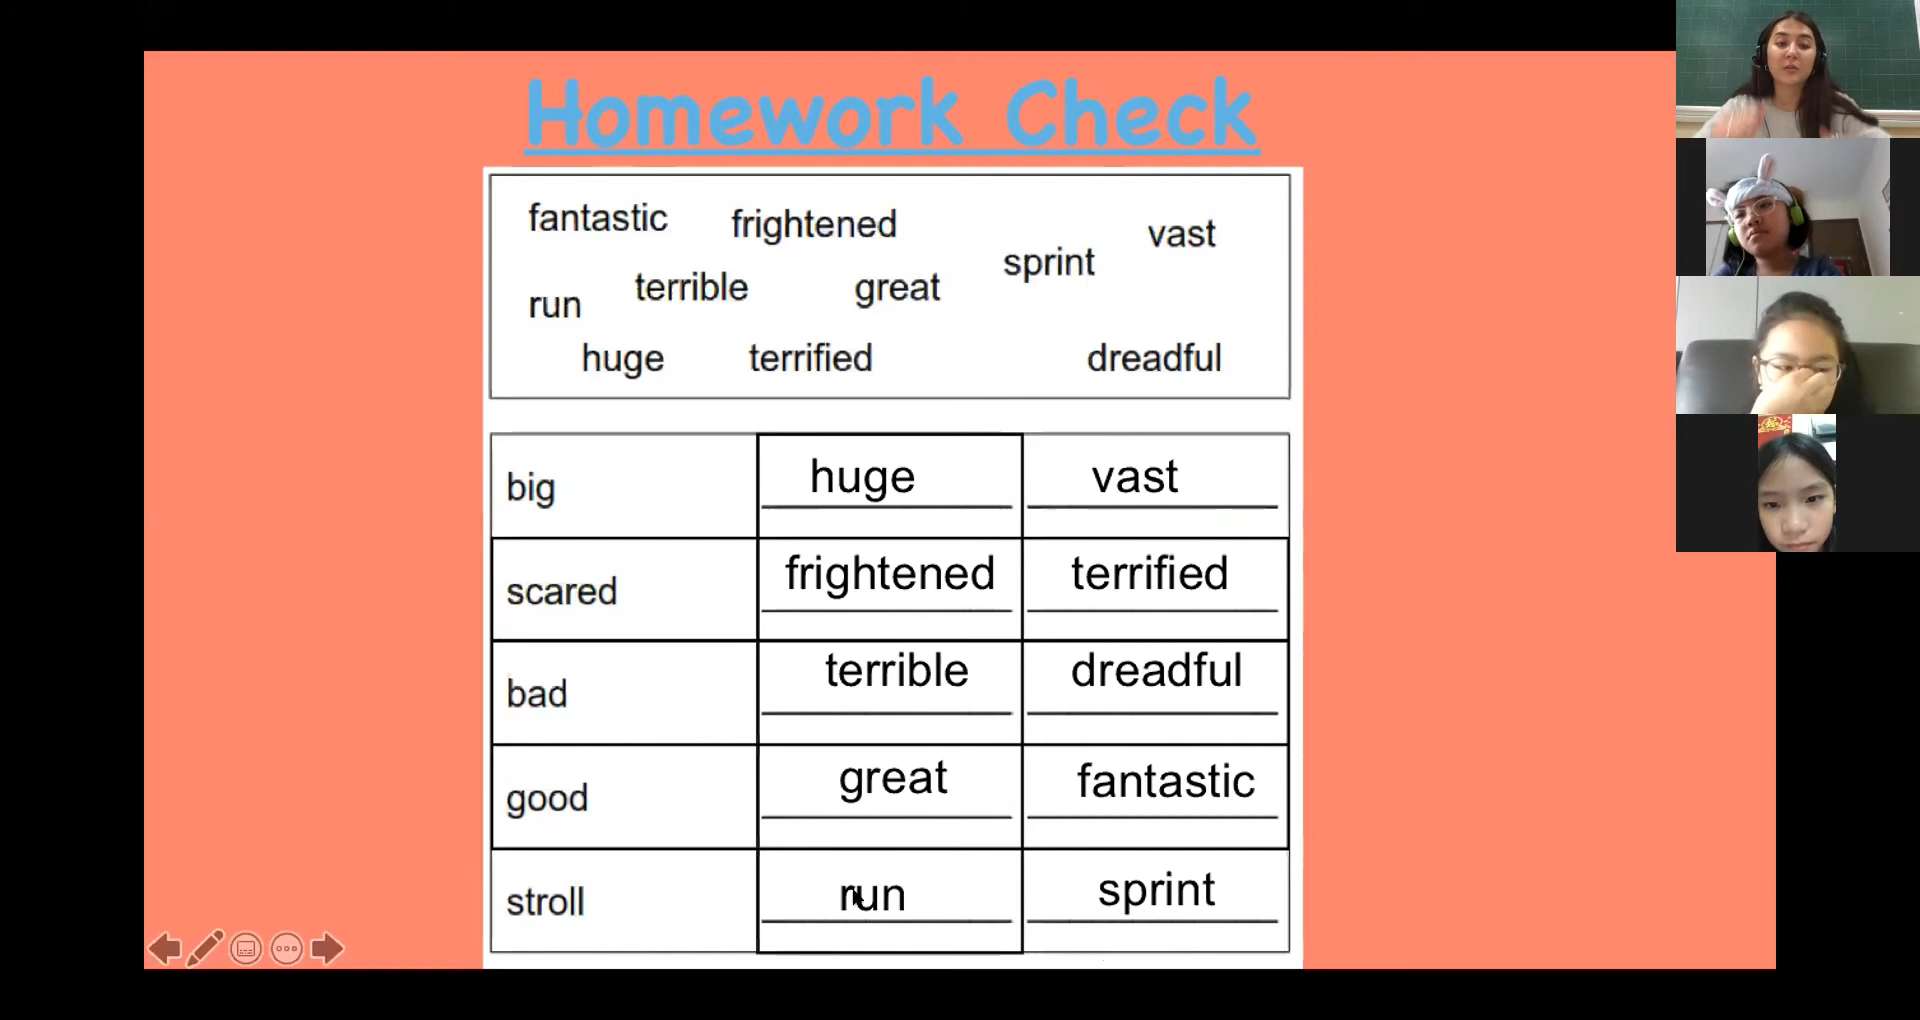 Homework Check
fantastic frightened vast
sprint
run terrible great
huge terrified dreadful
big huge vast
scared frightened terrified
bad terrible dreadful
good great fantastic
stroll run sprint